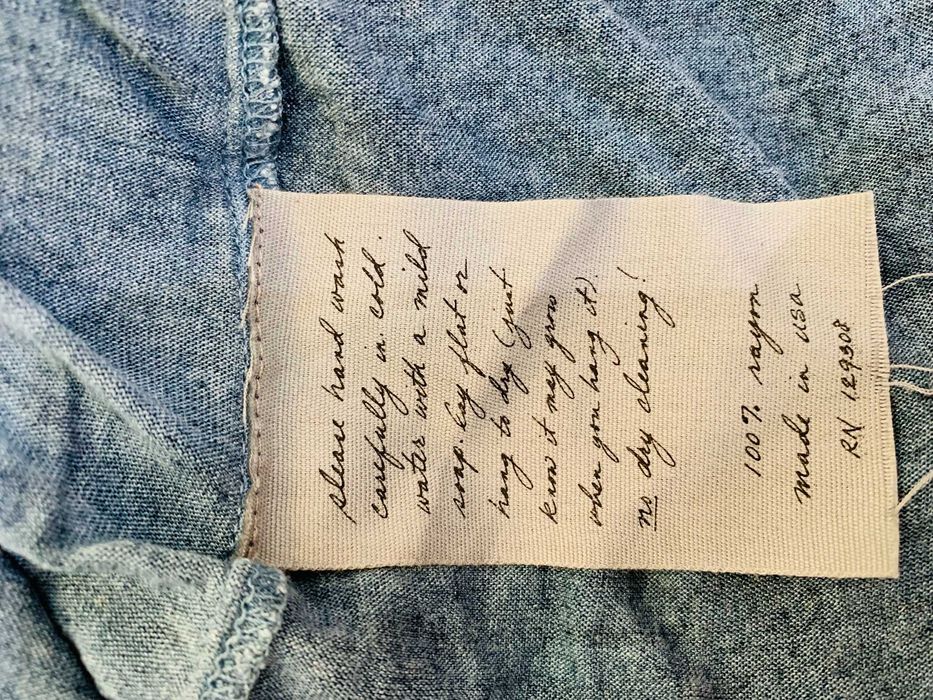 please hand wash
carefully in cold
water with a mild
soap. lay flat or
hang to dry (just
know it may grow
when you hang it).
no dry cleaning!
100% rayon
made in USA
RN 129308